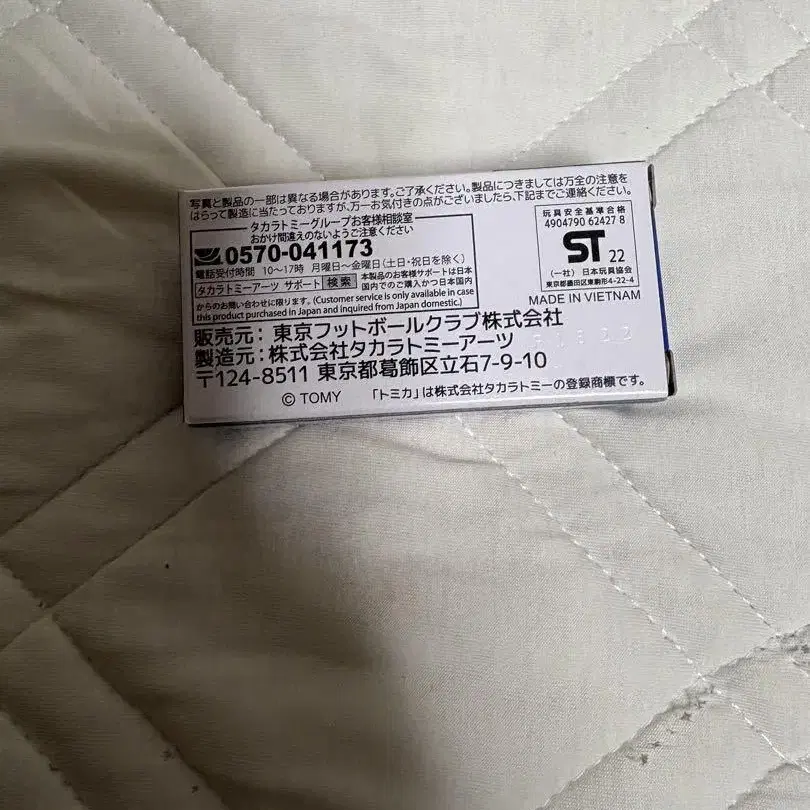 写真と製品の一部は異なる場合があります。ご了承ください。製品につきましては万全の注意を
はらって製造に当たっておりますが、万一お気付きの点がございましたら、下記までご連絡ください。
タカラトミーグループお客様相談室
おかけ間違えのないようご注意ください
0570-041173
電話受付時間 10〜17時 月曜日〜金曜日(土日・祝日を除く)
タカラトミーアーツ サポート 検索
本製品のお客様サポートは日本
国内でのご購入かつ日本国内
からのお問い合わせに限ります。(Customer service is only available in case
this product purchased in Japan and inquired from Japan domestic.)
玩具安全基準合格
4904790 62427 8
ST 22
(一社) 日本玩具協会
東京都墨田区東駒形4-22-4
MADE IN VIETNAM
販売元: 東京フットボールクラブ株式会社
製造元: 株式会社タカラトミーアーツ
〒124-8511 東京都葛飾区立石7-9-10
© TOMY 「トミカ」は株式会社タカラトミーの登録商標です。